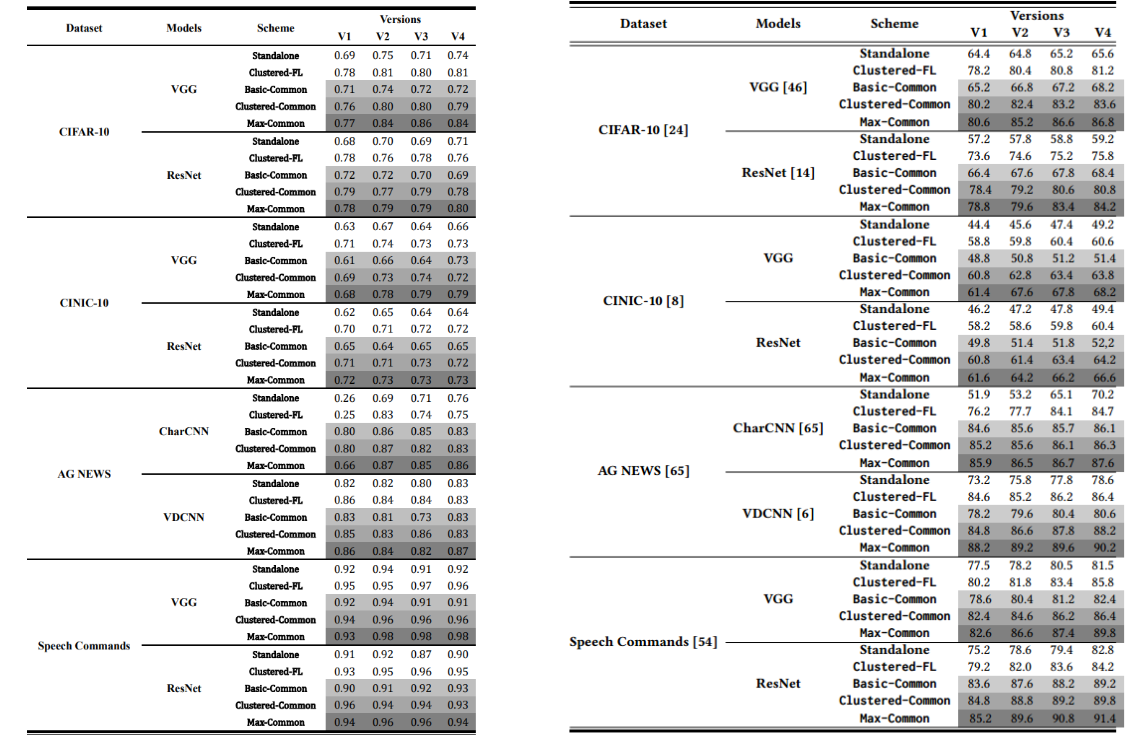 Dataset Models Scheme Versions
V1 V2 V3 V4
Standalone 0.69 0.75 0.71 0.74
Clustered-FL 0.78 0.81 0.80 0.81
VGG Basic-Common 0.71 0.74 0.72 0.72
Clustered-Common 0.76 0.80 0.80 0.79
Max-Common 0.77 0.84 0.86 0.84
CIFAR-10
Standalone 0.68 0.70 0.69 0.71
Clustered-FL 0.78 0.76 0.78 0.76
ResNet Basic-Common 0.72 0.72 0.70 0.69
Clustered-Common 0.79 0.77 0.79 0.78
Max-Common 0.78 0.79 0.79 0.80
Standalone 0.63 0.67 0.64 0.66
Clustered-FL 0.71 0.74 0.73 0.73
VGG Basic-Common 0.61 0.66 0.64 0.73
Clustered-Common 0.69 0.73 0.74 0.72
Max-Common 0.68 0.78 0.79 0.79
CINIC-10
Standalone 0.62 0.65 0.64 0.64
Clustered-FL 0.70 0.71 0.72 0.72
ResNet Basic-Common 0.65 0.64 0.65 0.65
Clustered-Common 0.71 0.71 0.73 0.72
Max-Common 0.72 0.73 0.73 0.73
Standalone 0.26 0.69 0.71 0.76
Clustered-FL 0.25 0.83 0.74 0.75
CharCNN Basic-Common 0.80 0.86 0.85 0.83
Clustered-Common 0.80 0.87 0.82 0.83
Max-Common 0.66 0.87 0.85 0.86
AG NEWS
Standalone 0.82 0.82 0.80 0.83
Clustered-FL 0.86 0.84 0.84 0.83
VDCNN Basic-Common 0.83 0.81 0.73 0.83
Clustered-Common 0.85 0.83 0.86 0.83
Max-Common 0.86 0.84 0.82 0.87
Standalone 0.92 0.94 0.91 0.92
Clustered-FL 0.95 0.95 0.97 0.96
VGG Basic-Common 0.92 0.94 0.91 0.91
Clustered-Common 0.94 0.96 0.96 0.96
Max-Common 0.93 0.98 0.98 0.98
Speech Commands
Standalone 0.91 0.92 0.87 0.90
Clustered-FL 0.93 0.95 0.96 0.95
ResNet Basic-Common 0.90 0.91 0.92 0.93
Clustered-Common 0.96 0.94 0.94 0.93
Max-Common 0.94 0.96 0.96 0.94
Dataset Models Scheme Versions
V1 V2 V3 V4
Standalone 64.4 64.8 65.2 65.6
Clustered-FL 78.2 80.4 80.8 81.2
VGG [46] Basic-Common 65.2 66.8 67.2 68.2
Clustered-Common 80.2 82.4 83.2 83.6
Max-Common 80.6 85.2 86.6 86.8
CIFAR-10 [24]
Standalone 57.2 57.8 58.8 59.2
Clustered-FL 73.6 74.6 75.2 75.8
ResNet [14] Basic-Common 66.4 67.6 67.8 68.4
Clustered-Common 78.4 79.2 80.6 80.8
Max-Common 78.8 79.6 83.4 84.2
Standalone 44.4 45.6 47.4 49.2
Clustered-FL 58.8 59.8 60.4 60.6
VGG Basic-Common 48.8 50.8 51.2 51.4
Clustered-Common 60.8 62.8 63.4 63.8
Max-Common 61.4 67.6 67.8 68.2
CINIC-10 [8]
Standalone 46.2 47.2 47.8 49.4
Clustered-FL 58.2 58.6 59.8 60.4
ResNet Basic-Common 49.8 51.4 51.8 52,2
Clustered-Common 60.8 61.4 63.4 64.2
Max-Common 61.6 64.2 66.2 66.6
Standalone 51.9 53.2 65.1 70.2
Clustered-FL 76.2 77.7 84.1 84.7
CharCNN [65] Basic-Common 84.6 85.6 85.7 86.1
Clustered-Common 85.2 85.6 86.1 86.3
Max-Common 85.9 86.5 86.7 87.6
AG NEWS [65]
Standalone 73.2 75.8 77.8 78.6
Clustered-FL 84.6 85.2 86.2 86.4
VDCNN [6] Basic-Common 78.2 79.6 80.4 80.6
Clustered-Common 84.8 86.6 87.8 88.2
Max-Common 88.2 89.2 89.6 90.2
Standalone 77.5 78.2 80.5 81.5
Clustered-FL 80.2 81.8 83.4 85.8
VGG Basic-Common 78.6 80.4 81.2 82.4
Clustered-Common 82.4 84.6 86.2 86.4
Max-Common 82.6 86.6 87.4 89.8
Speech Commands [54]
Standalone 75.2 78.6 79.4 82.8
Clustered-FL 79.2 82.0 83.6 84.2
ResNet Basic-Common 83.6 87.6 88.2 89.2
Clustered-Common 84.8 88.8 89.2 89.8
Max-Common 85.2 89.6 90.8 91.4